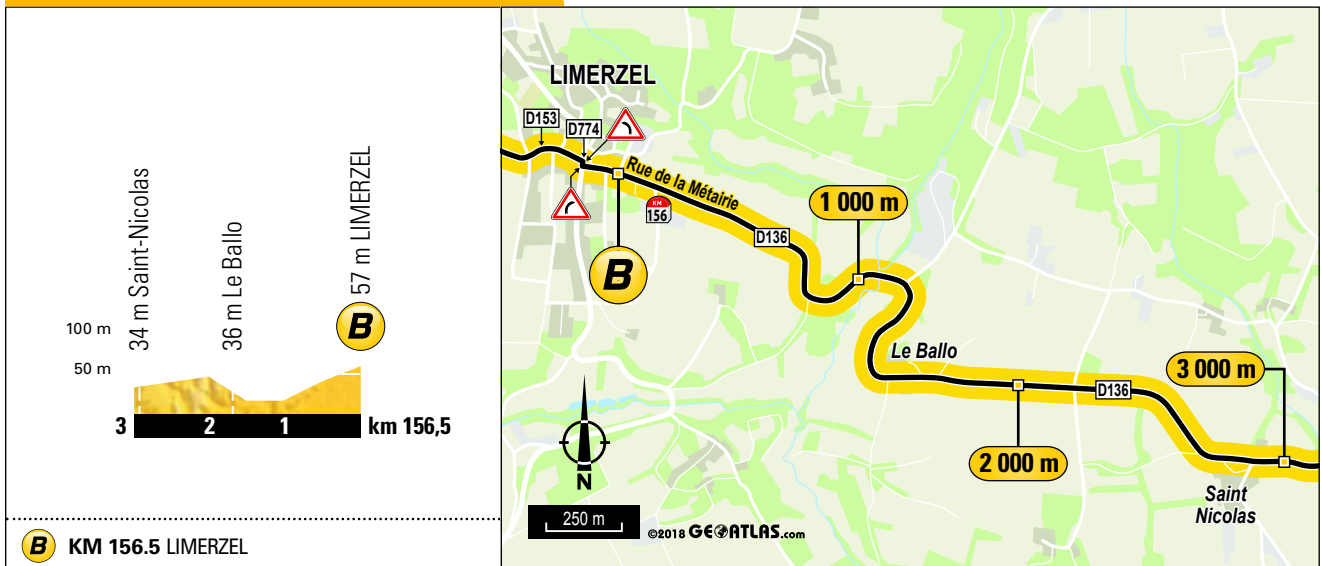 34 m Saint-Nicolas
36 m Le Ballo
57 m LIMERZEL
B
100 m
50 m
3 2 1 km 156,5
B KM 156.5 LIMERZEL
LIMERZEL
D153
D774
Rue de la Métairie
KM
156
1 000 m
D136
B
Le Ballo
3 000 m
D136
2 000 m
Saint
Nicolas
N
250 m
©2018 GEOATLAS.com